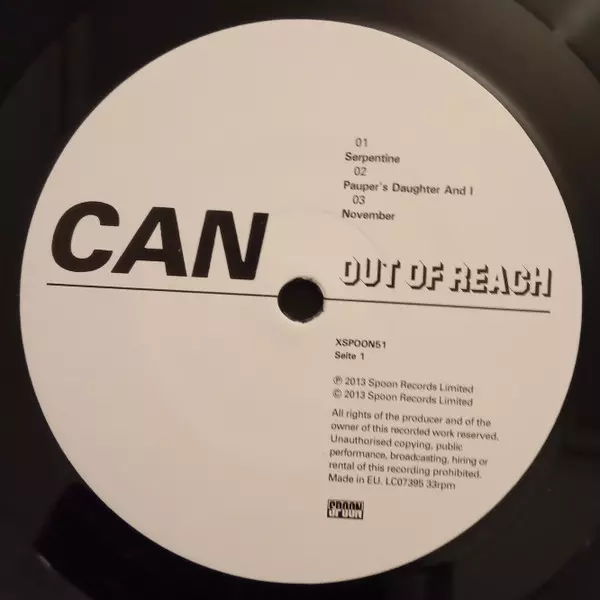 01
Serpentine
02
Pauper's Daughter And I
03
November
CAN
OUT OF REACH
XSPOON51
Seite 1
℗ 2013 Spoon Records Limited
© 2013 Spoon Records Limited
All rights of the producer and of the
owner of this recorded work reserved.
Unauthorised copying, public
performance, broadcasting, hiring or
rental of this recording prohibited.
Made in EU. LC07395 33rpm
SPOON